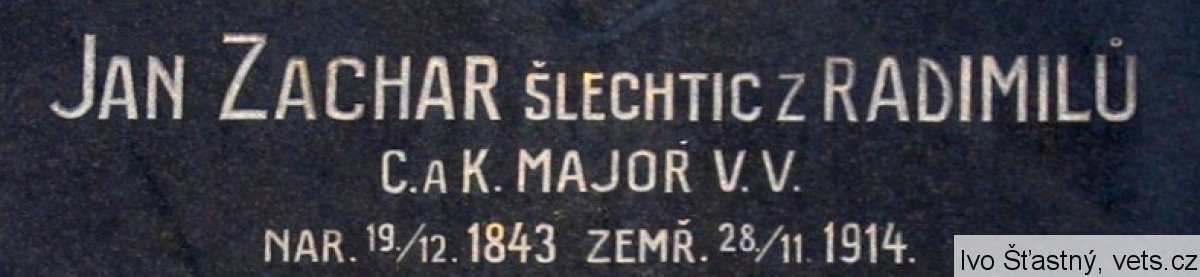 JAN ZACHAR ŠLECHTIC Z RADIMILŮ
C. A K. MAJOŘ V. V.
NAR. 19./12. 1843 ZEMŘ. 28./11. 1914.
Ivo Šťastný, vets.cz